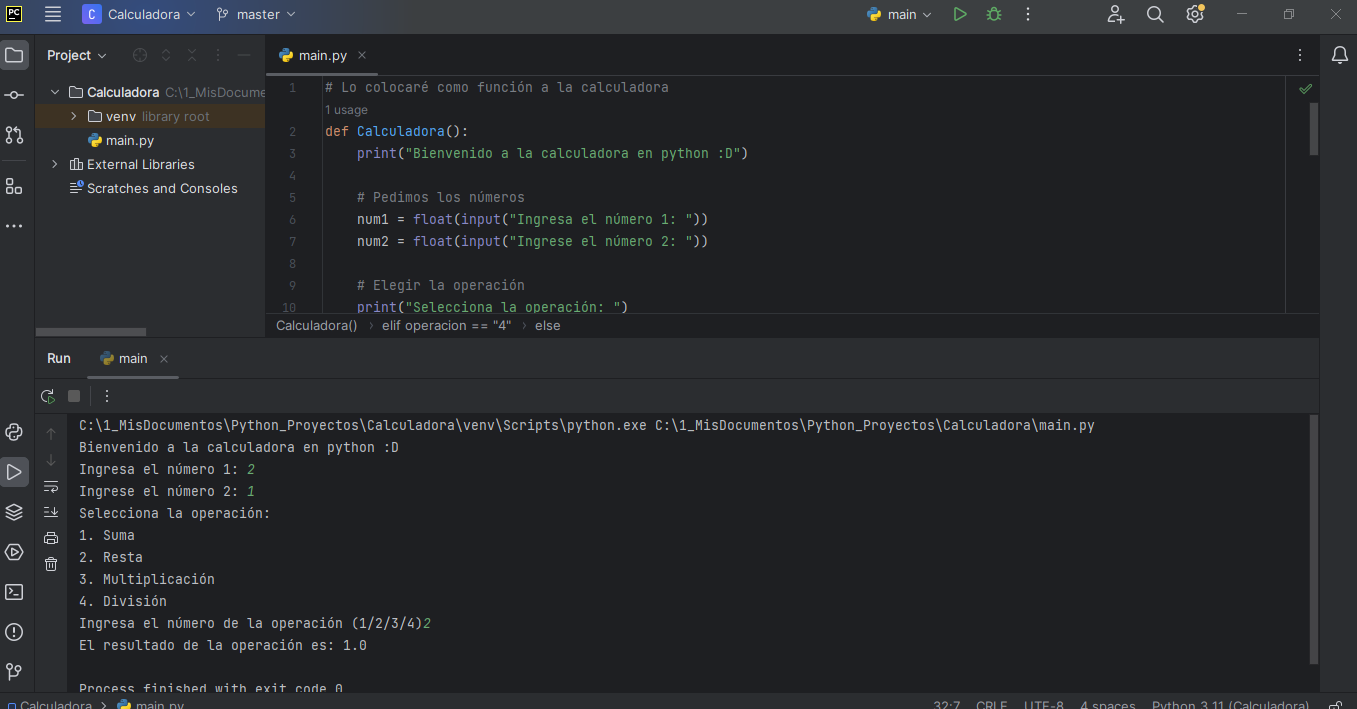 PC C Calculadora master main
Project
main.py
Calculadora C:\1_MisDocume
venv library root
main.py
External Libraries
Scratches and Consoles
1 # Lo colocaré como función a la calculadora
1 usage
2 def Calculadora():
3 print("Bienvenido a la calculadora en python :D")
4
5 # Pedimos los números
6 num1 = float(input("Ingresa el número 1: "))
7 num2 = float(input("Ingrese el número 2: "))
8
9 # Elegir la operación
10 print("Selecciona la operación: ")
Calculadora() › elif operacion == "4" › else
Run main
C:\1_MisDocumentos\Python_Proyectos\Calculadora\venv\Scripts\python.exe C:\1_MisDocumentos\Python_Proyectos\Calculadora\main.py
Bienvenido a la calculadora en python :D
Ingresa el número 1: 2
Ingrese el número 2: 1
Selecciona la operación:
1. Suma
2. Resta
3. Multiplicación
4. División
Ingresa el número de la operación (1/2/3/4)2
El resultado de la operación es: 1.0
Process finished with exit code 0
Calculadora › main.py 32:7 CRLF UTF-8 4 spaces Python 3.11 (Calculadora)